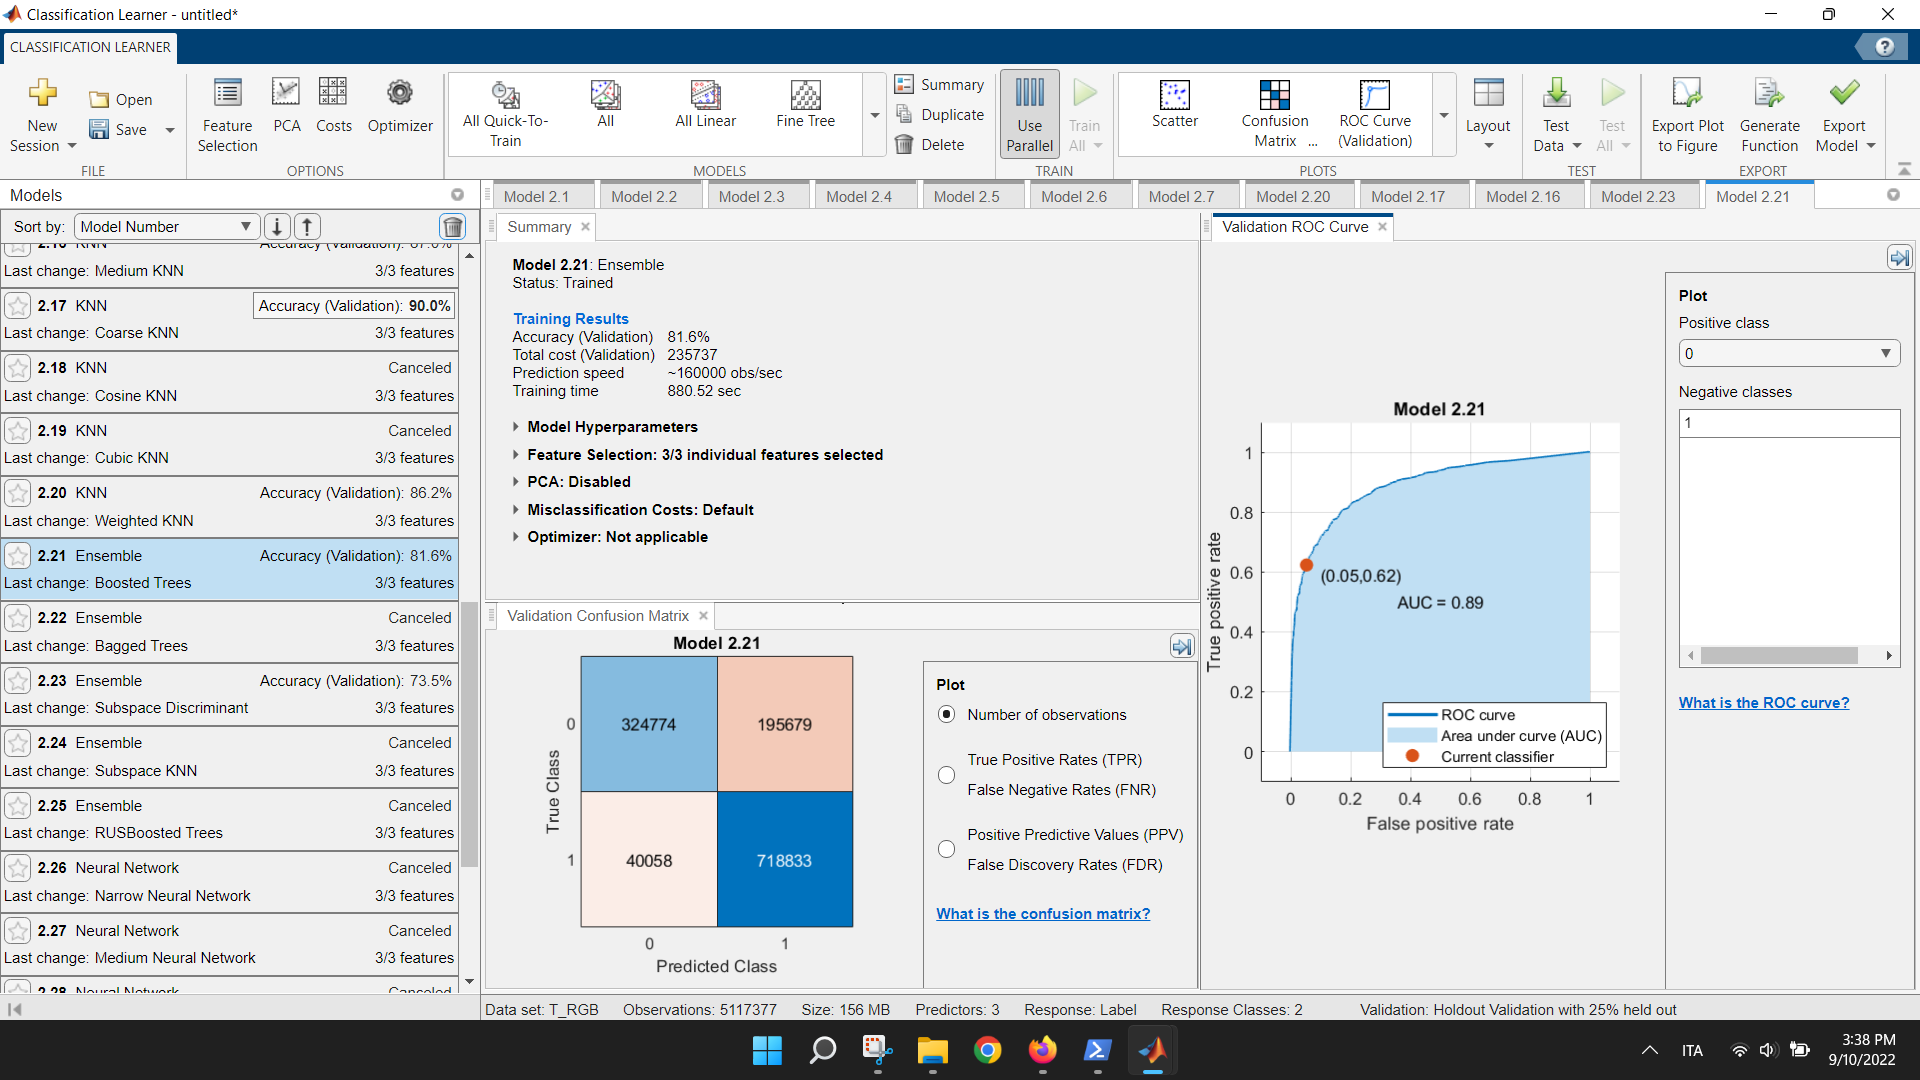 Classification Learner - untitled*
CLASSIFICATION LEARNER
New Session
Open
Save
FILE
Feature Selection
PCA
Costs
Optimizer
OPTIONS
All Quick-To-Train
All
All Linear
Fine Tree
MODELS
Summary
Duplicate
Delete
Use Parallel
Train All
TRAIN
Scatter
Confusion Matrix ...
ROC Curve (Validation)
PLOTS
Layout
Test Data
Test All
TEST
Export Plot to Figure
Generate Function
Export Model
EXPORT
Models
Sort by: Model Number
2.16 KNN Accuracy (Validation): 87.6%
Last change: Medium KNN 3/3 features
2.17 KNN Accuracy (Validation): 90.0%
Last change: Coarse KNN 3/3 features
2.18 KNN Canceled
Last change: Cosine KNN 3/3 features
2.19 KNN Canceled
Last change: Cubic KNN 3/3 features
2.20 KNN Accuracy (Validation): 86.2%
Last change: Weighted KNN 3/3 features
2.21 Ensemble Accuracy (Validation): 81.6%
Last change: Boosted Trees 3/3 features
2.22 Ensemble Canceled
Last change: Bagged Trees 3/3 features
2.23 Ensemble Accuracy (Validation): 73.5%
Last change: Subspace Discriminant 3/3 features
2.24 Ensemble Canceled
Last change: Subspace KNN 3/3 features
2.25 Ensemble Canceled
Last change: RUSBoosted Trees 3/3 features
2.26 Neural Network Canceled
Last change: Narrow Neural Network 3/3 features
2.27 Neural Network Canceled
Last change: Medium Neural Network 3/3 features
2.28 Neural Network Canceled
Model 2.1 Model 2.2 Model 2.3 Model 2.4 Model 2.5 Model 2.6 Model 2.7 Model 2.20 Model 2.17 Model 2.16 Model 2.23 Model 2.21
Summary
Model 2.21: Ensemble
Status: Trained
Training Results
Accuracy (Validation) 81.6%
Total cost (Validation) 235737
Prediction speed ~160000 obs/sec
Training time 880.52 sec
Model Hyperparameters
Feature Selection: 3/3 individual features selected
PCA: Disabled
Misclassification Costs: Default
Optimizer: Not applicable
Validation Confusion Matrix
Model 2.21
True Class
0 324774 195679
1 40058 718833
0 1
Predicted Class
Plot
Number of observations
True Positive Rates (TPR)
False Negative Rates (FNR)
Positive Predictive Values (PPV)
False Discovery Rates (FDR)
What is the confusion matrix?
Validation ROC Curve
Model 2.21
True positive rate
1
0.8
0.6
0.4
0.2
0
(0.05,0.62)
AUC = 0.89
ROC curve
Area under curve (AUC)
Current classifier
0 0.2 0.4 0.6 0.8 1
False positive rate
Plot
Positive class
0
Negative classes
1
What is the ROC curve?
Data set: T_RGB Observations: 5117377 Size: 156 MB Predictors: 3 Response: Label Response Classes: 2 Validation: Holdout Validation with 25% held out
ITA
3:38 PM
9/10/2022